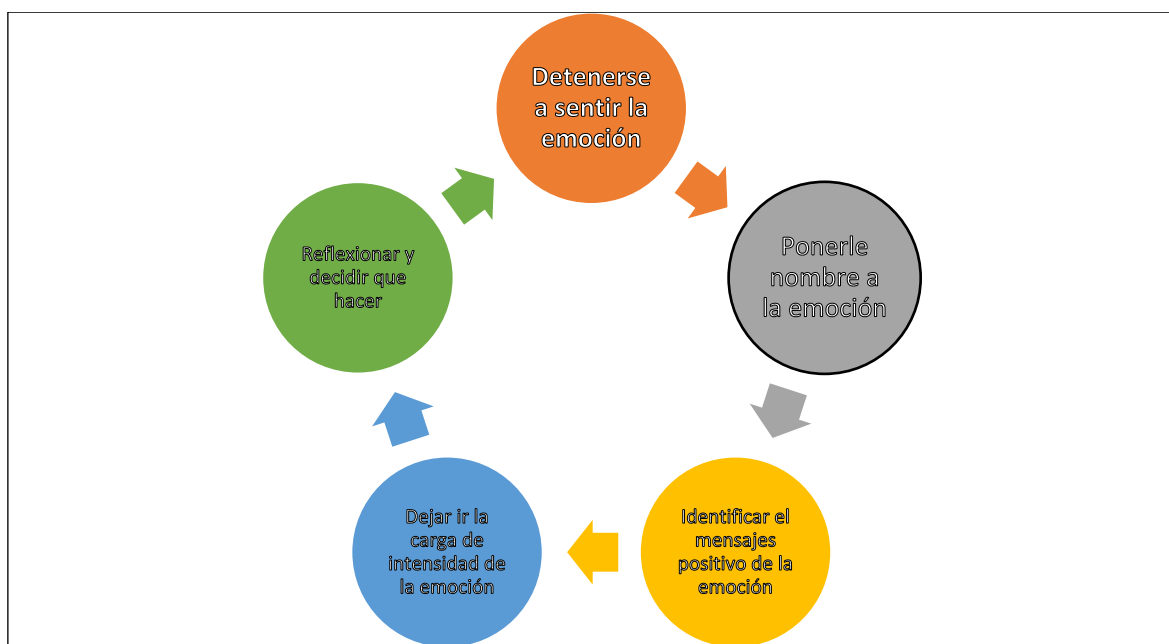 Detenerse
a sentir la
emoción
Ponerle
nombre a
la emoción
Identificar el
mensajes
positivo de la
emoción
Dejar ir la
carga de
intensidad de
la emoción
Reflexionar y
decidir que
hacer